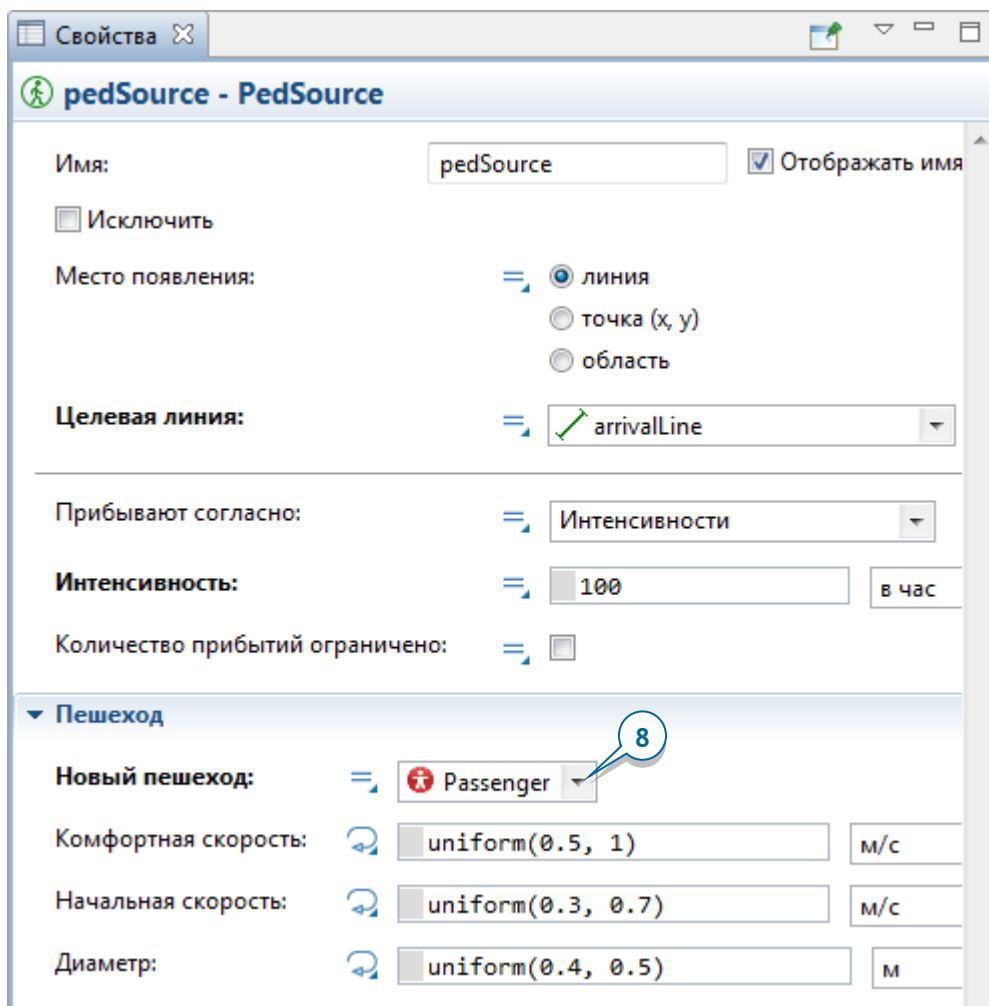 Свойства
pedSource - PedSource
Имя: pedSource Отображать имя
Исключить
Место появления: линия
точка (x, y)
область
Целевая линия: arrivalLine
Прибывают согласно: Интенсивности
Интенсивность: 100 в час
Количество прибытий ограничено:
Пешеход
8
Новый пешеход: Passenger
Комфортная скорость: uniform(0.5, 1) м/с
Начальная скорость: uniform(0.3, 0.7) м/с
Диаметр: uniform(0.4, 0.5) м